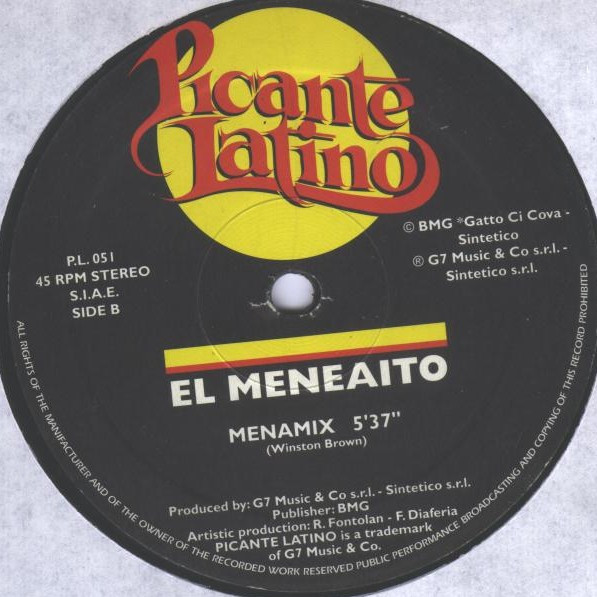 Picante
Latino
P.L. 051
45 RPM STEREO
S.I.A.E.
SIDE B
© BMG *Gatto Ci Cova -
Sintetico
℗ G7 Music & Co s.r.l. -
Sintetico s.r.l.
EL MENEAITO
MENAMIX 5'37"
(Winston Brown)
Produced by: G7 Music & Co s.r.l. - Sintetico s.r.l.
Publisher: BMG
Artistic production: R. Fontolan - F. Diaferia
PICANTE LATINO is a trademark
of G7 Music & Co.
ALL RIGHTS OF THE MANUFACTURER AND OF THE OWNER OF THE RECORDED WORK RESERVED PUBLIC PERFORMANCE BROADCASTING AND COPYING OF THIS RECORD PROHIBITED